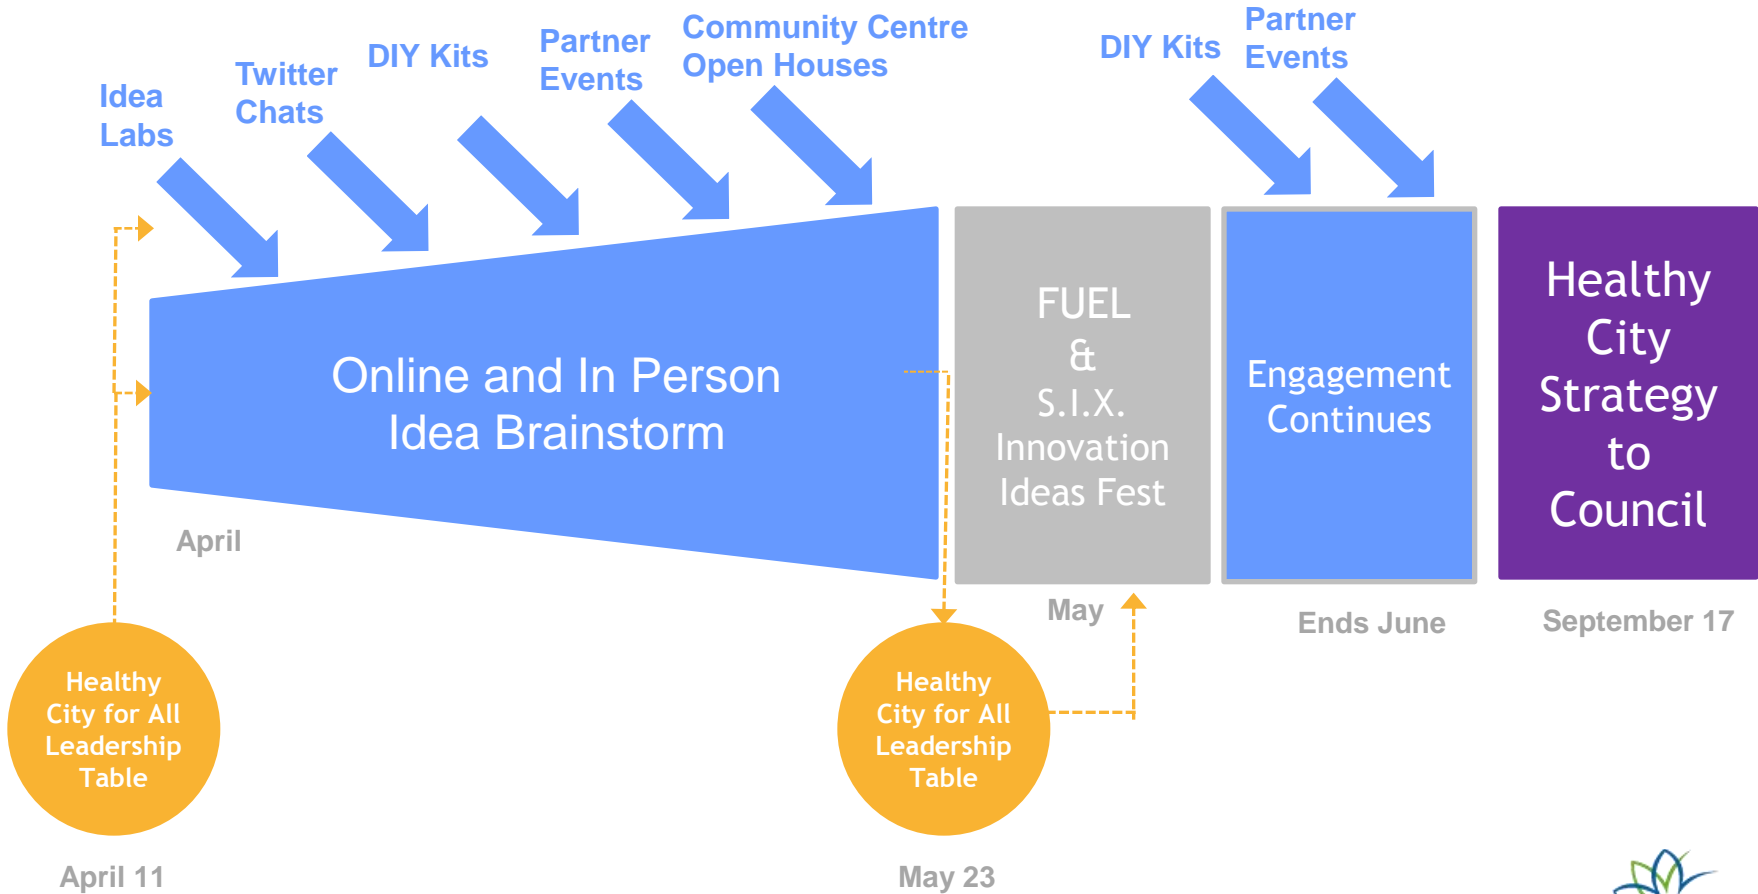 Idea
Labs
Twitter
Chats
DIY Kits
Partner
Events
Community Centre
Open Houses
DIY Kits
Partner
Events
Online and In Person
Idea Brainstorm
FUEL
&
S.I.X.
Innovation
Ideas Fest
Engagement
Continues
Healthy
City
Strategy
to
Council
April
May
Ends June
September 17
Healthy
City for All
Leadership
Table
Healthy
City for All
Leadership
Table
April 11
May 23